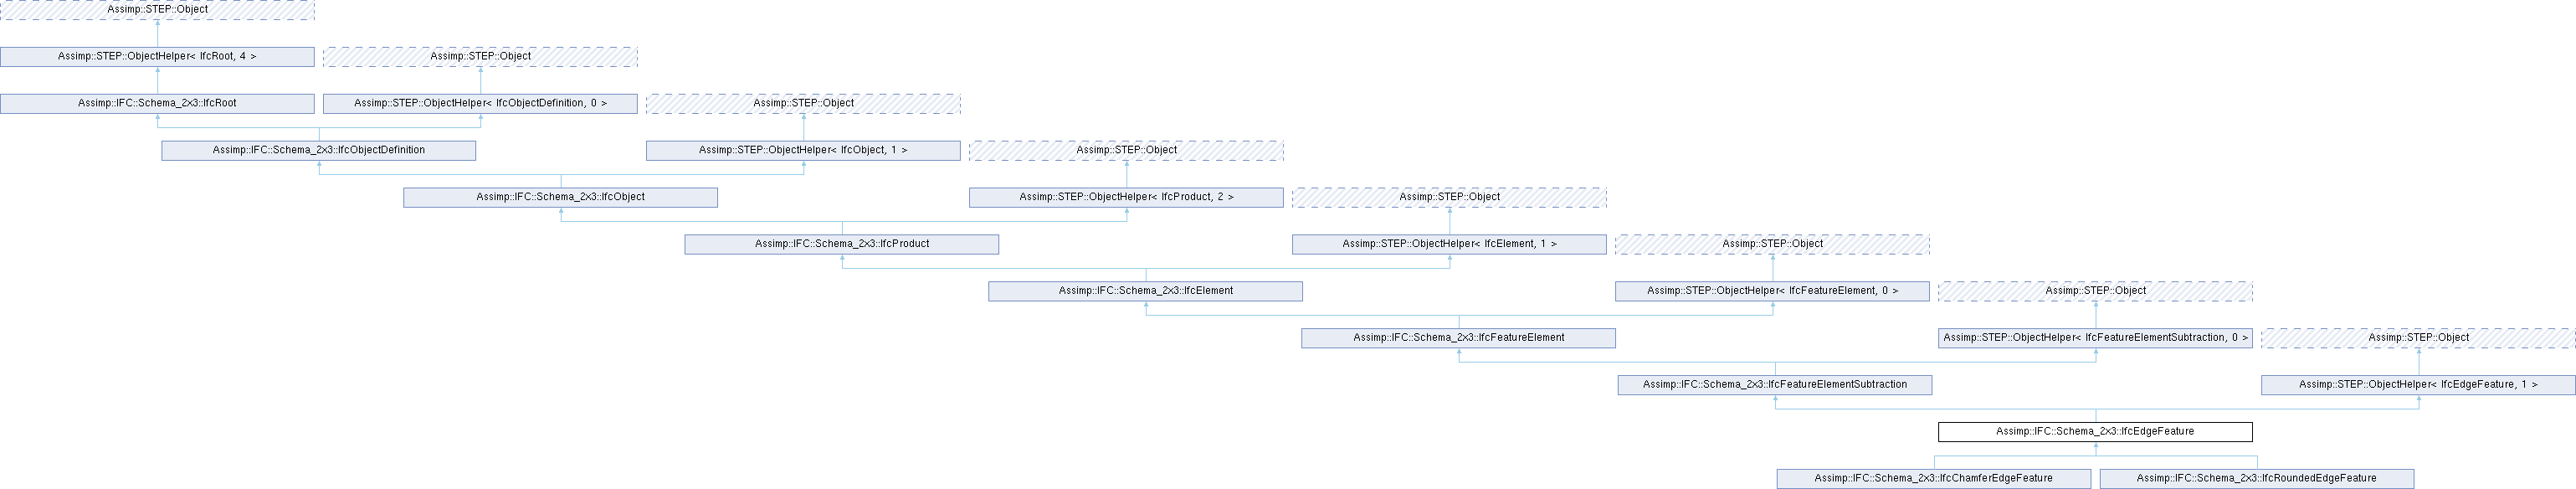 Assimp::STEP::Object
Assimp::STEP::ObjectHelper< IfcRoot, 4 >
Assimp::STEP::Object
Assimp::IFC::Schema_2x3::IfcRoot
Assimp::STEP::ObjectHelper< IfcObjectDefinition, 0 >
Assimp::STEP::Object
Assimp::IFC::Schema_2x3::IfcObjectDefinition
Assimp::STEP::ObjectHelper< IfcObject, 1 >
Assimp::STEP::Object
Assimp::IFC::Schema_2x3::IfcObject
Assimp::STEP::ObjectHelper< IfcProduct, 2 >
Assimp::STEP::Object
Assimp::IFC::Schema_2x3::IfcProduct
Assimp::STEP::ObjectHelper< IfcElement, 1 >
Assimp::STEP::Object
Assimp::IFC::Schema_2x3::IfcElement
Assimp::STEP::ObjectHelper< IfcFeatureElement, 0 >
Assimp::STEP::Object
Assimp::IFC::Schema_2x3::IfcFeatureElement
Assimp::STEP::ObjectHelper< IfcFeatureElementSubtraction, 0 >
Assimp::STEP::Object
Assimp::IFC::Schema_2x3::IfcFeatureElementSubtraction
Assimp::STEP::ObjectHelper< IfcEdgeFeature, 1 >
Assimp::IFC::Schema_2x3::IfcEdgeFeature
Assimp::IFC::Schema_2x3::IfcChamferEdgeFeature
Assimp::IFC::Schema_2x3::IfcRoundedEdgeFeature